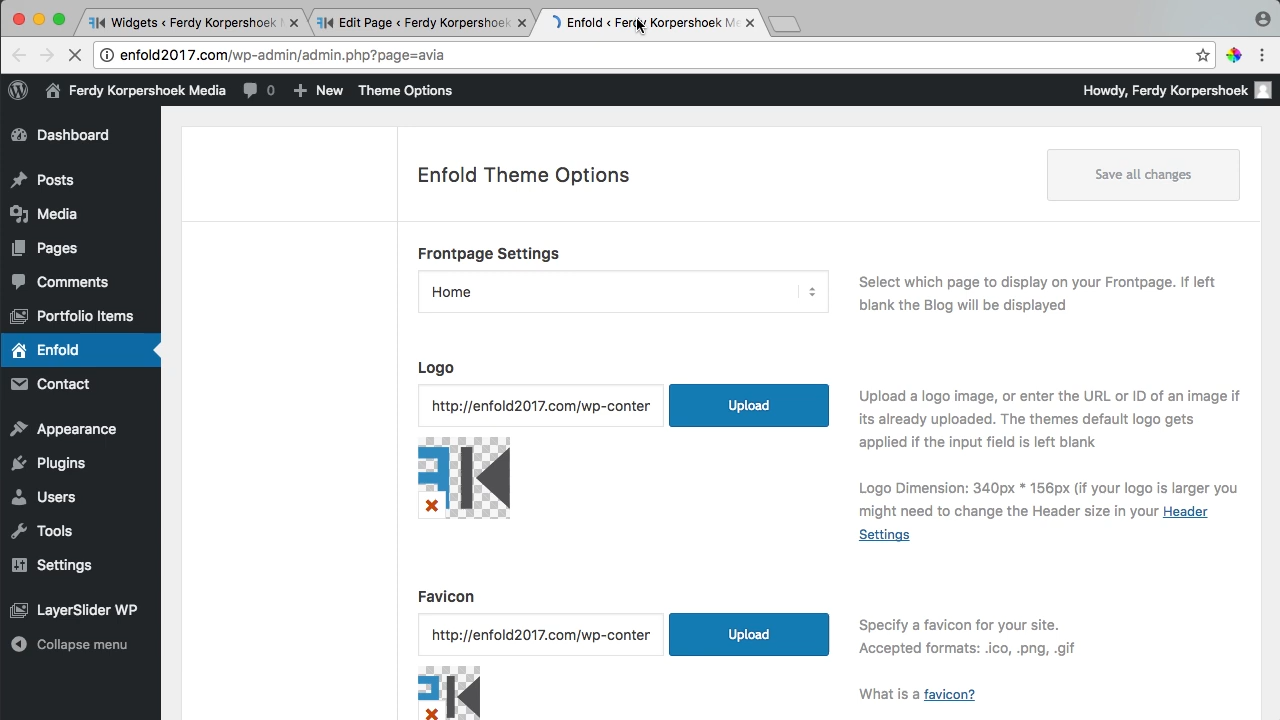 Widgets ‹ Ferdy Korpershoek
Edit Page ‹ Ferdy Korpershoek
Enfold ‹ Ferdy Korpershoek Me
enfold2017.com/wp-admin/admin.php?page=avia
Ferdy Korpershoek Media
0
New
Theme Options
Howdy, Ferdy Korpershoek
Dashboard
Posts
Media
Pages
Comments
Portfolio Items
Enfold
Contact
Appearance
Plugins
Users
Tools
Settings
LayerSlider WP
Collapse menu
Enfold Theme Options
Save all changes
Frontpage Settings
Home
Select which page to display on your Frontpage. If left
blank the Blog will be displayed
Logo
http://enfold2017.com/wp-conter
Upload
Upload a logo image, or enter the URL or ID of an image if
its already uploaded. The themes default logo gets
applied if the input field is left blank
Logo Dimension: 340px * 156px (if your logo is larger you
might need to change the Header size in your Header
Settings
Favicon
http://enfold2017.com/wp-conter
Upload
Specify a favicon for your site.
Accepted formats: .ico, .png, .gif
What is a favicon?